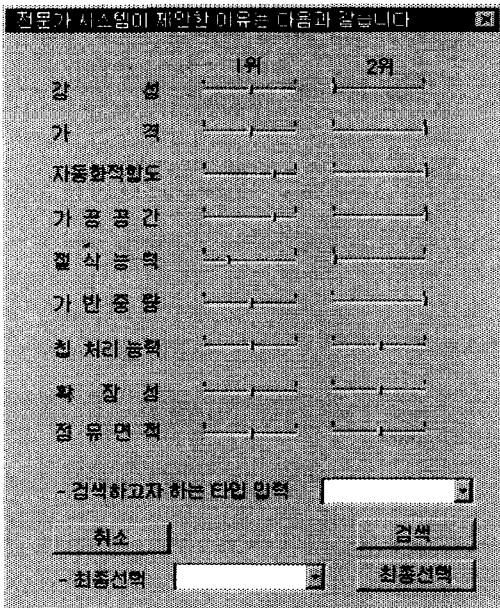 전문가 시스템이 제안한 이유는 다음과 같습니다
1위 2위
강 성
가 격
자동화적합도
가 공 공 간
절 삭 능 력
가 반 중 량
칩 처리 능력
확 장 성
점 유 면 적
- 검색하고자 하는 타입 입력
취소 검색
- 최종선택 최종선택